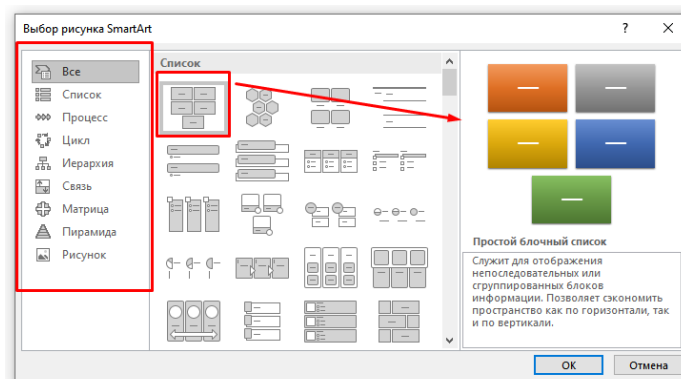 Выбор рисунка SmartArt
?
Все
Список
Процесс
Цикл
Иерархия
Связь
Матрица
Пирамида
Рисунок
Список
Простой блочный список
Служит для отображения
непоследовательных или
сгруппированных блоков
информации. Позволяет сэкономить
пространство как по горизонтали, так
и по вертикали.
ОК
Отмена